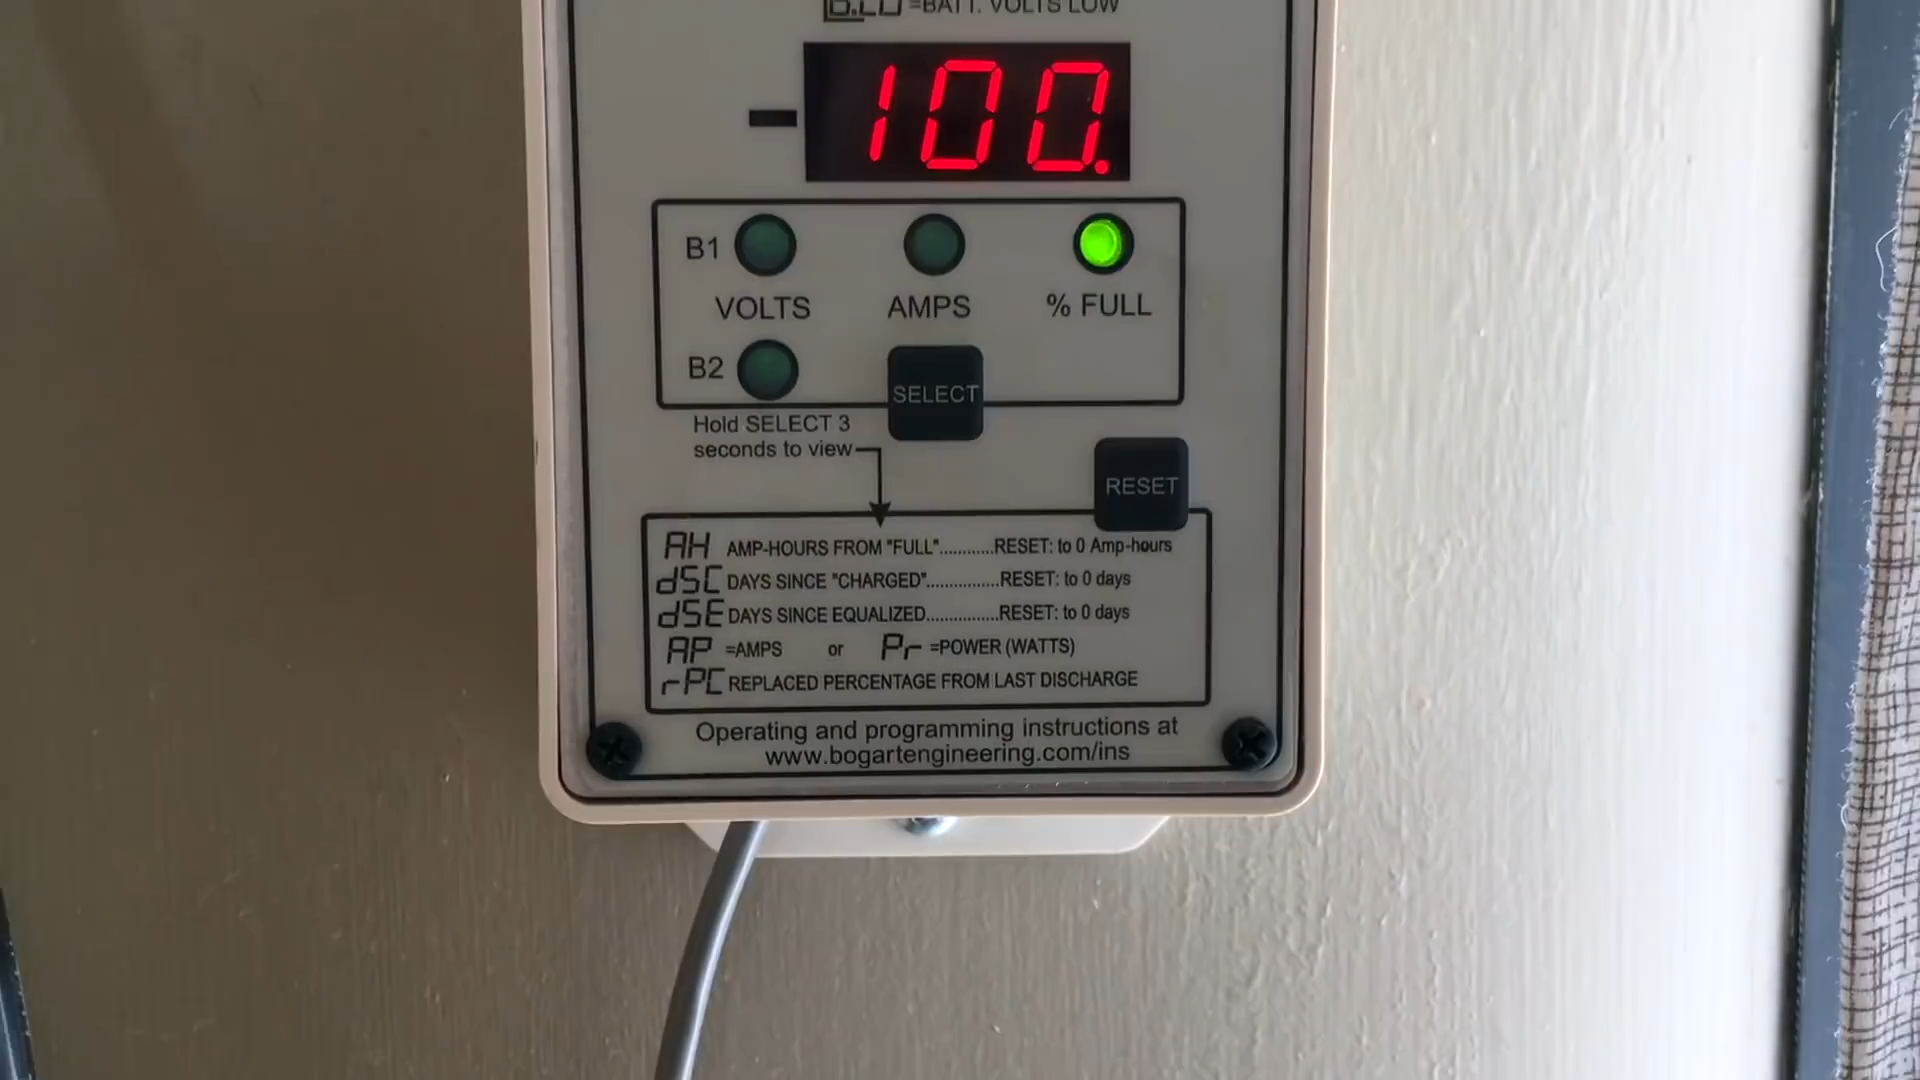 b.LO =BATT. VOLTS LOW
100.
B1
VOLTS AMPS % FULL
B2
SELECT
Hold SELECT 3
seconds to view
RESET
AH AMP-HOURS FROM "FULL"............RESET: to 0 Amp-hours
dSC DAYS SINCE "CHARGED"................RESET: to 0 days
dSE DAYS SINCE EQUALIZED................RESET: to 0 days
AP =AMPS or Pr =POWER (WATTS)
rPC REPLACED PERCENTAGE FROM LAST DISCHARGE
Operating and programming instructions at
www.bogartengineering.com/ins